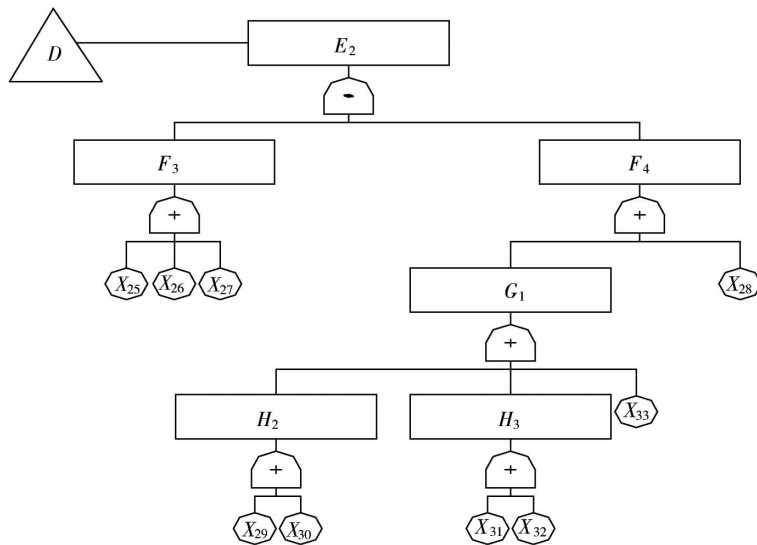 D E₂
·
F₃ F₄
+ +
X₂₅ X₂₆ X₂₇ G₁ X₂₈
+
H₂ H₃ X₃₃
+ +
X₂₉ X₃₀ X₃₁ X₃₂